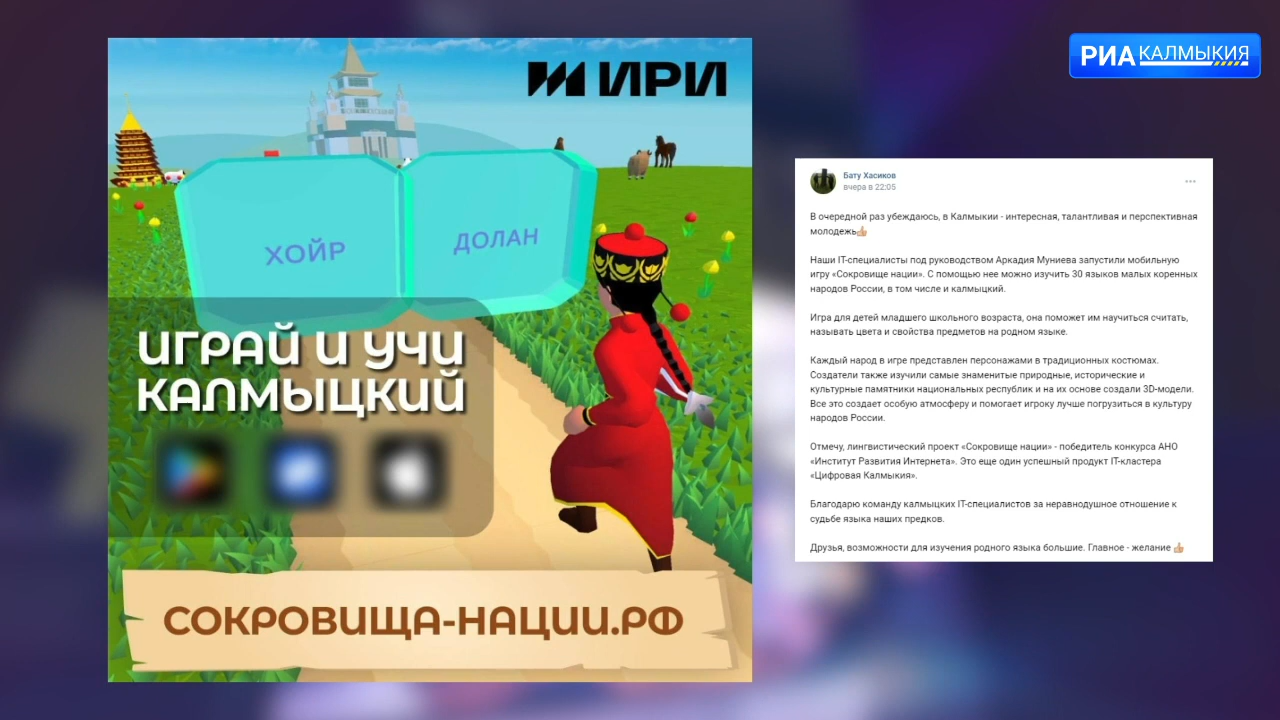 РИА КАЛМЫКИЯ
ИРИ
ХОЙР
ДОЛАН
ИГРАЙ И УЧИ
КАЛМЫЦКИЙ
СОКРОВИЩА-НАЦИИ.РФ
Бату Хасиков
вчера в 22:05
В очередной раз убеждаюсь, в Калмыкии - интересная, талантливая и перспективная
молодежь👍🏼
Наши IT-специалисты под руководством Аркадия Муниева запустили мобильную
игру «Сокровище нации». С помощью нее можно изучить 30 языков малых коренных
народов России, в том числе и калмыцкий.
Игра для детей младшего школьного возраста, она поможет им научиться считать,
называть цвета и свойства предметов на родном языке.
Каждый народ в игре представлен персонажами в традиционных костюмах.
Создатели также изучили самые знаменитые природные, исторические и
культурные памятники национальных республик и на их основе создали 3D-модели.
Все это создает особую атмосферу и помогает игроку лучше погрузиться в культуру
народов России.
Отмечу, лингвистический проект «Сокровище нации» - победитель конкурса АНО
«Институт Развития Интернета». Это еще один успешный продукт IT-кластера
«Цифровая Калмыкия».
Благодарю команду калмыцких IT-специалистов за неравнодушное отношение к
судьбе языка наших предков.
Друзья, возможности для изучения родного языка большие. Главное - желание 👍🏼